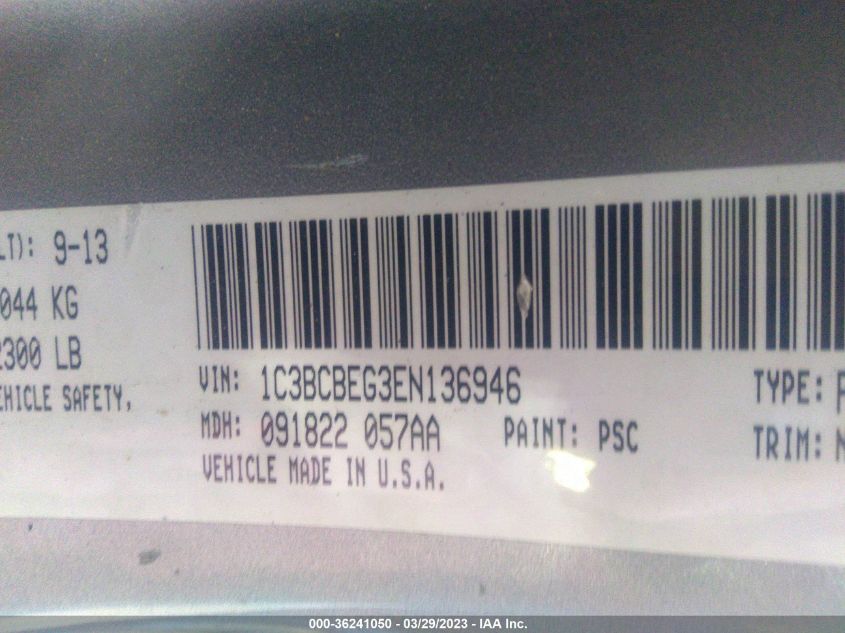 LT): 9-13
044 KG
2300 LB
EHICLE SAFETY,
VIN: 1C3BCBEG3EN136946
MDH: 091822 057AA PAINT: PSC
VEHICLE MADE IN U.S.A.
TYPE:
TRIM:
000-36241050 - 03/29/2023 - IAA Inc.